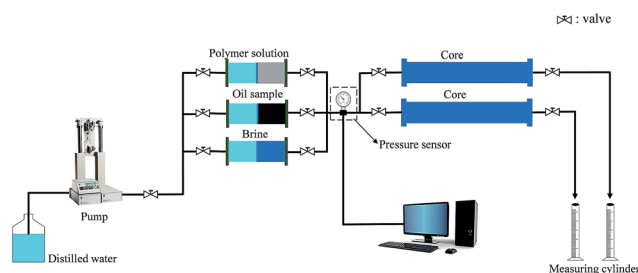 : valve
Polymer solution
Core
Oil sample
Core
Brine
Pressure sensor
Pump
Distilled water
Measuring cylinder